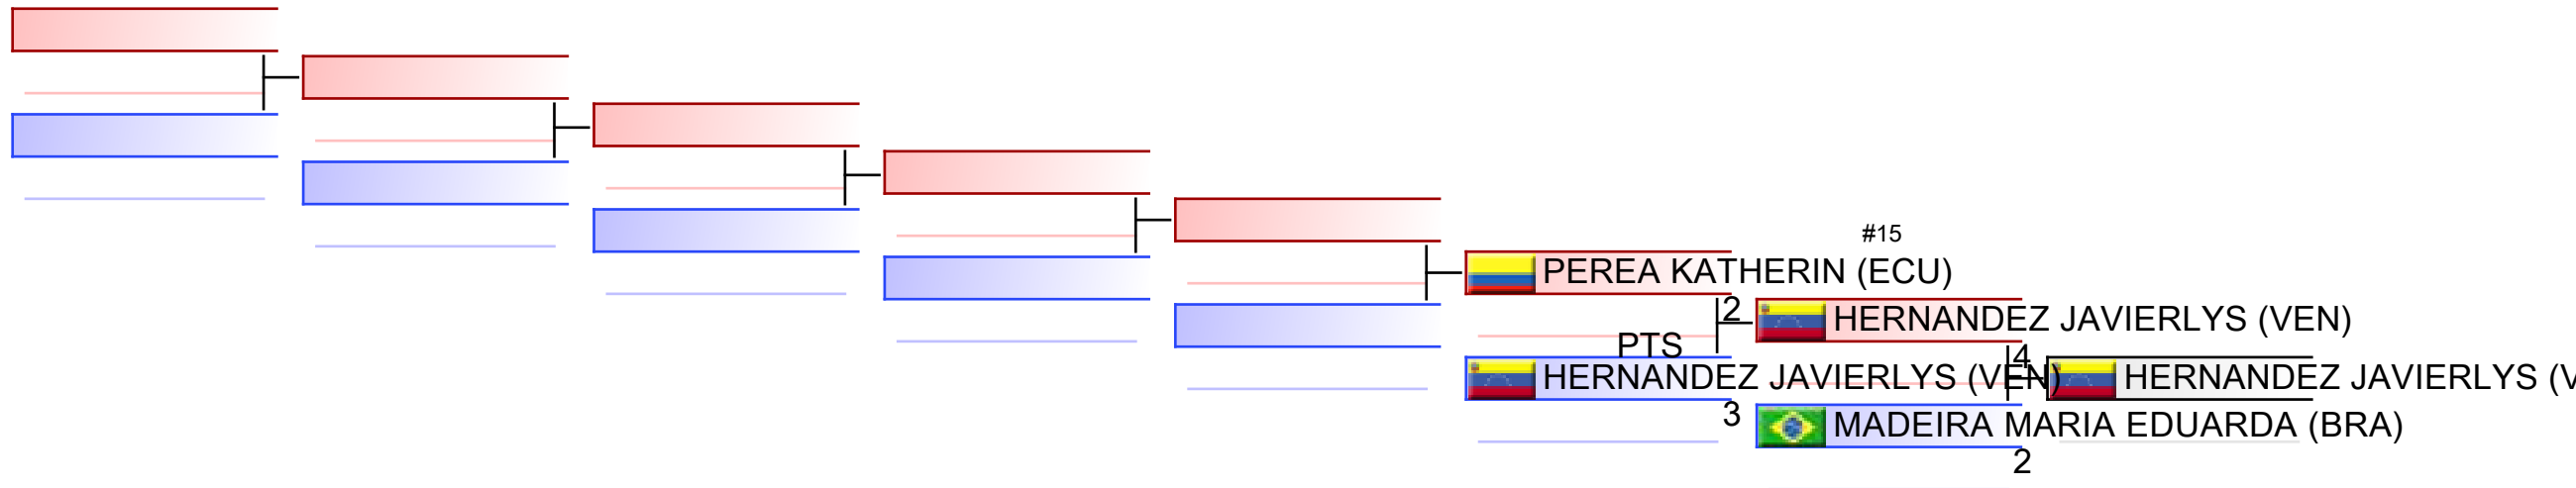 #15
PEREA KATHERIN (ECU)
2
HERNANDEZ JAVIERLYS (VEN)
PTS
4
HERNANDEZ JAVIERLYS (VEN)
HERNANDEZ JAVIERLYS (V
3
MADEIRA MARIA EDUARDA (BRA)
2